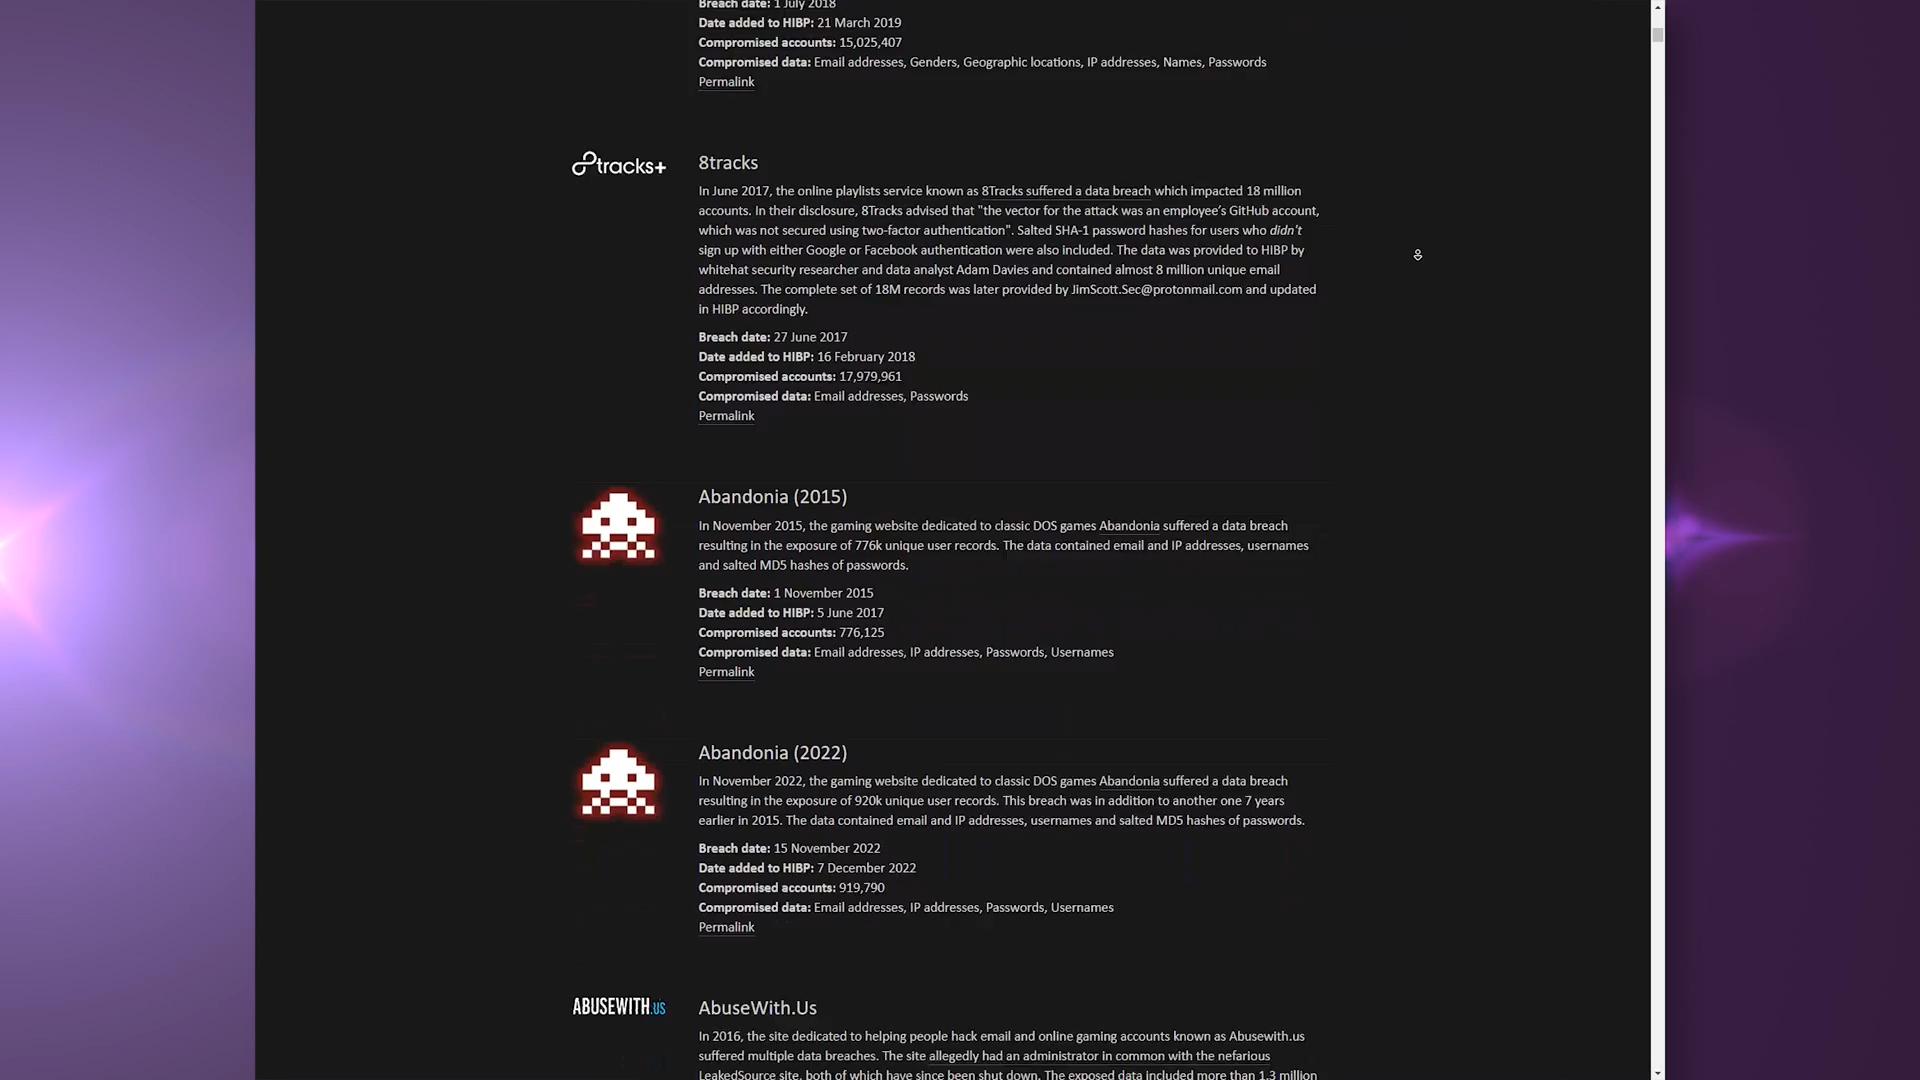 Breach date: 1 July 2018
Date added to HIBP: 21 March 2019
Compromised accounts: 15,025,407
Compromised data: Email addresses, Genders, Geographic locations, IP addresses, Names, Passwords
Permalink
8tracks+
8tracks
In June 2017, the online playlists service known as 8Tracks suffered a data breach which impacted 18 million
accounts. In their disclosure, 8Tracks advised that "the vector for the attack was an employee’s GitHub account,
which was not secured using two-factor authentication". Salted SHA-1 password hashes for users who didn't
sign up with either Google or Facebook authentication were also included. The data was provided to HIBP by
whitehat security researcher and data analyst Adam Davies and contained almost 8 million unique email
addresses. The complete set of 18M records was later provided by JimScott.Sec@protonmail.com and updated
in HIBP accordingly.
Breach date: 27 June 2017
Date added to HIBP: 16 February 2018
Compromised accounts: 17,979,961
Compromised data: Email addresses, Passwords
Permalink
Abandonia (2015)
In November 2015, the gaming website dedicated to classic DOS games Abandonia suffered a data breach
resulting in the exposure of 776k unique user records. The data contained email and IP addresses, usernames
and salted MD5 hashes of passwords.
Breach date: 1 November 2015
Date added to HIBP: 5 June 2017
Compromised accounts: 776,125
Compromised data: Email addresses, IP addresses, Passwords, Usernames
Permalink
Abandonia (2022)
In November 2022, the gaming website dedicated to classic DOS games Abandonia suffered a data breach
resulting in the exposure of 920k unique user records. This breach was in addition to another one 7 years
earlier in 2015. The data contained email and IP addresses, usernames and salted MD5 hashes of passwords.
Breach date: 15 November 2022
Date added to HIBP: 7 December 2022
Compromised accounts: 919,790
Compromised data: Email addresses, IP addresses, Passwords, Usernames
Permalink
ABUSEWITH.US
AbuseWith.Us
In 2016, the site dedicated to helping people hack email and online gaming accounts known as Abusewith.us
suffered multiple data breaches. The site allegedly had an administrator in common with the nefarious
LeakedSource site, both of which have since been shut down. The exposed data included more than 1.3 million